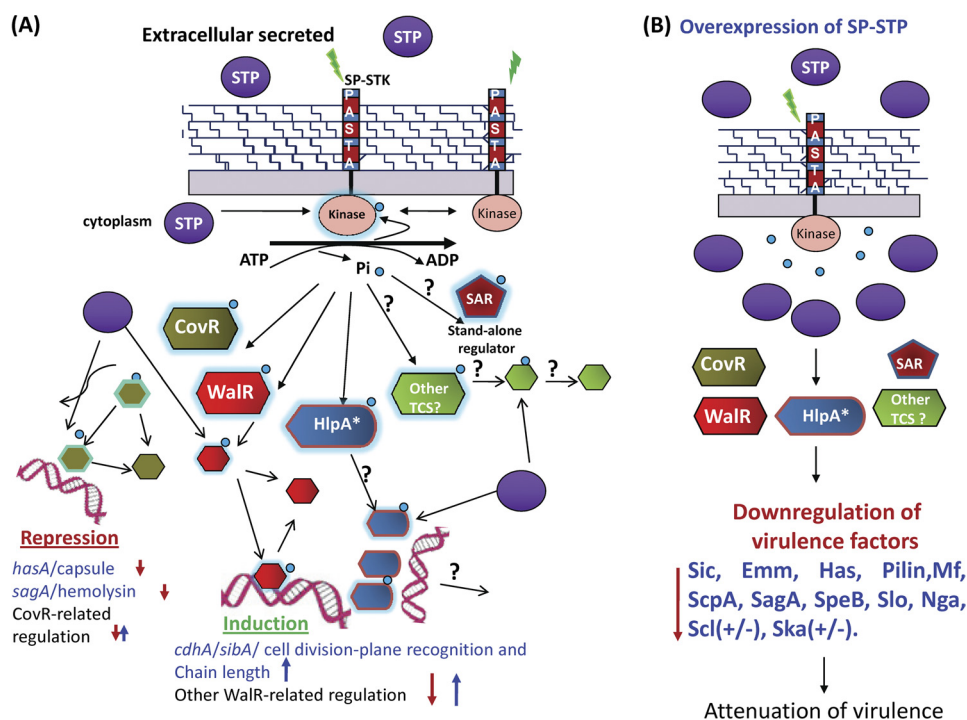 (A)
Extracellular secreted
STP
STP
SP-STK
P
A
S
T
A
P
A
S
T
A
cytoplasm
STP
Kinase
Kinase
ATP
ADP
Pi
?
?
SAR
Stand-alone
regulator
CovR
WalR
HlpA*
Other
TCS?
?
?
?
?
Repression
hasA/capsule
sagA/hemolysin
CovR-related
regulation
Induction
cdhA/sibA/ cell division-plane recognition and
Chain length
Other WalR-related regulation
(B) Overexpression of SP-STP
STP
P
A
S
T
A
Kinase
CovR
SAR
WalR
HlpA*
Other
TCS ?
Downregulation of
virulence factors
Sic, Emm, Has, Pilin,Mf,
ScpA, SagA, SpeB, Slo, Nga,
Scl(+/-), Ska(+/-).
Attenuation of virulence